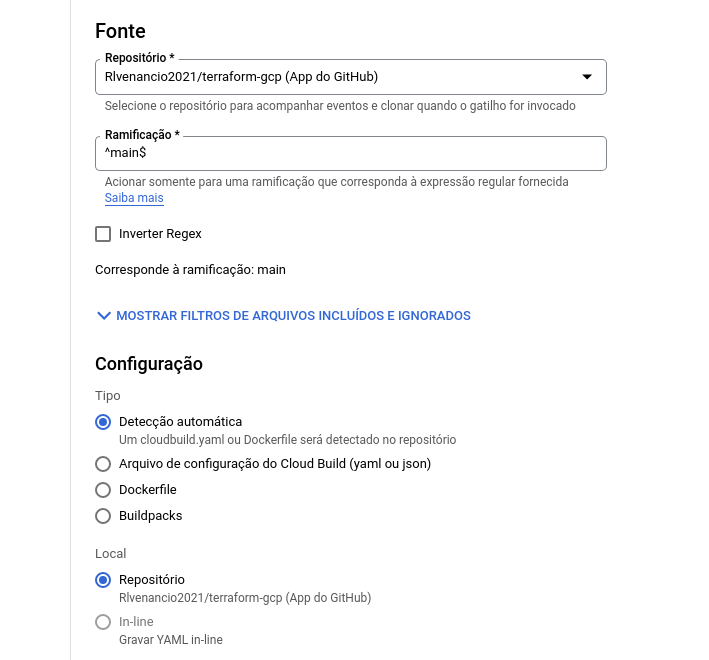 Fonte
Repositório *
Rlvenancio2021/terraform-gcp (App do GitHub)
Selecione o repositório para acompanhar eventos e clonar quando o gatilho for invocado
Ramificação *
^main$
Acionar somente para uma ramificação que corresponda à expressão regular fornecida
Saiba mais
Inverter Regex
Corresponde à ramificação: main
MOSTRAR FILTROS DE ARQUIVOS INCLUÍDOS E IGNORADOS
Configuração
Tipo
Detecção automática
Um cloudbuild.yaml ou Dockerfile será detectado no repositório
Arquivo de configuração do Cloud Build (yaml ou json)
Dockerfile
Buildpacks
Local
Repositório
Rlvenancio2021/terraform-gcp (App do GitHub)
In-line
Gravar YAML in-line